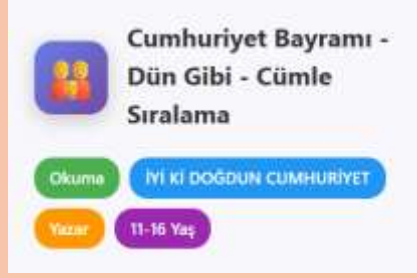 Cumhuriyet Bayramı -
Dün Gibi - Cümle
Sıralama
Okuma
İYİ Kİ DOĞDUN CUMHURİYET
Yazar
11-16 Yaş